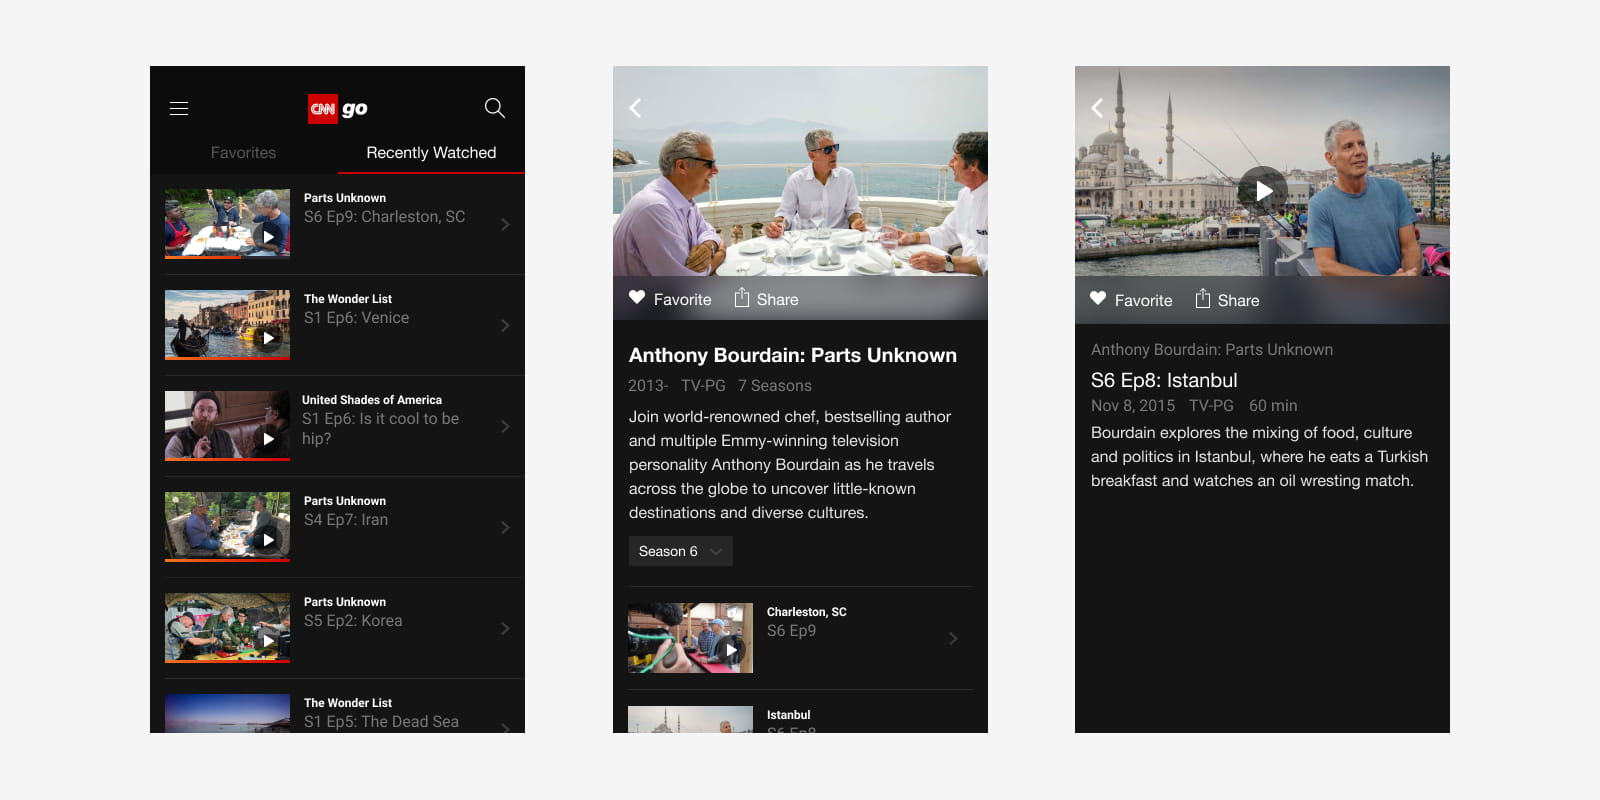 CNN go
Favorites
Recently Watched
Parts Unknown
S6 Ep9: Charleston, SC
The Wonder List
S1 Ep6: Venice
United Shades of America
S1 Ep6: Is it cool to be
hip?
Parts Unknown
S4 Ep7: Iran
Parts Unknown
S5 Ep2: Korea
The Wonder List
S1 Ep5: The Dead Sea
Favorite
Share
Anthony Bourdain: Parts Unknown
2013- TV-PG 7 Seasons
Join world-renowned chef, bestselling author
and multiple Emmy-winning television
personality Anthony Bourdain as he travels
across the globe to uncover little-known
destinations and diverse cultures.
Season 6
Charleston, SC
S6 Ep9
Istanbul
S6 Ep8
Favorite
Share
Anthony Bourdain: Parts Unknown
S6 Ep8: Istanbul
Nov 8, 2015 TV-PG 60 min
Bourdain explores the mixing of food, culture
and politics in Istanbul, where he eats a Turkish
breakfast and watches an oil wresting match.